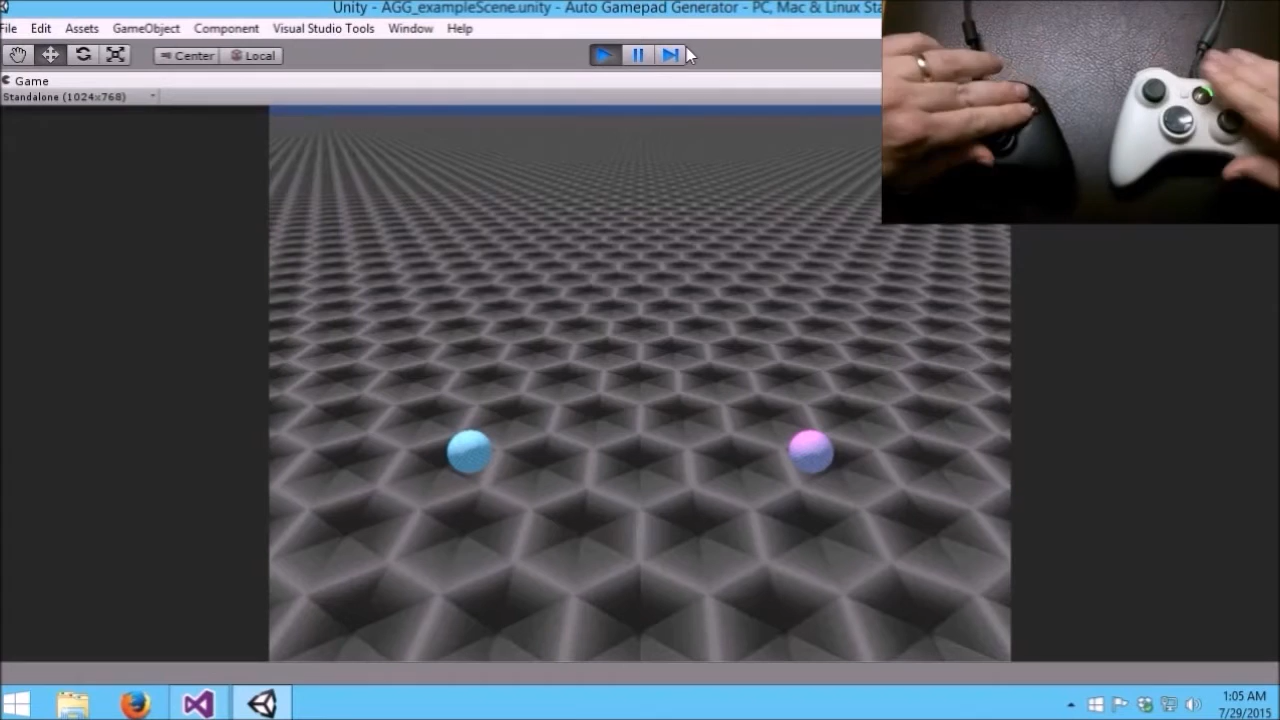 Unity - AGG_exampleScene.unity - Auto Gamepad Generator - PC, Mac & Linux Sta
File Edit Assets GameObject Component Visual Studio Tools Window Help
Center Local
Game
Standalone (1024x768)
1:05 AM
7/29/2015